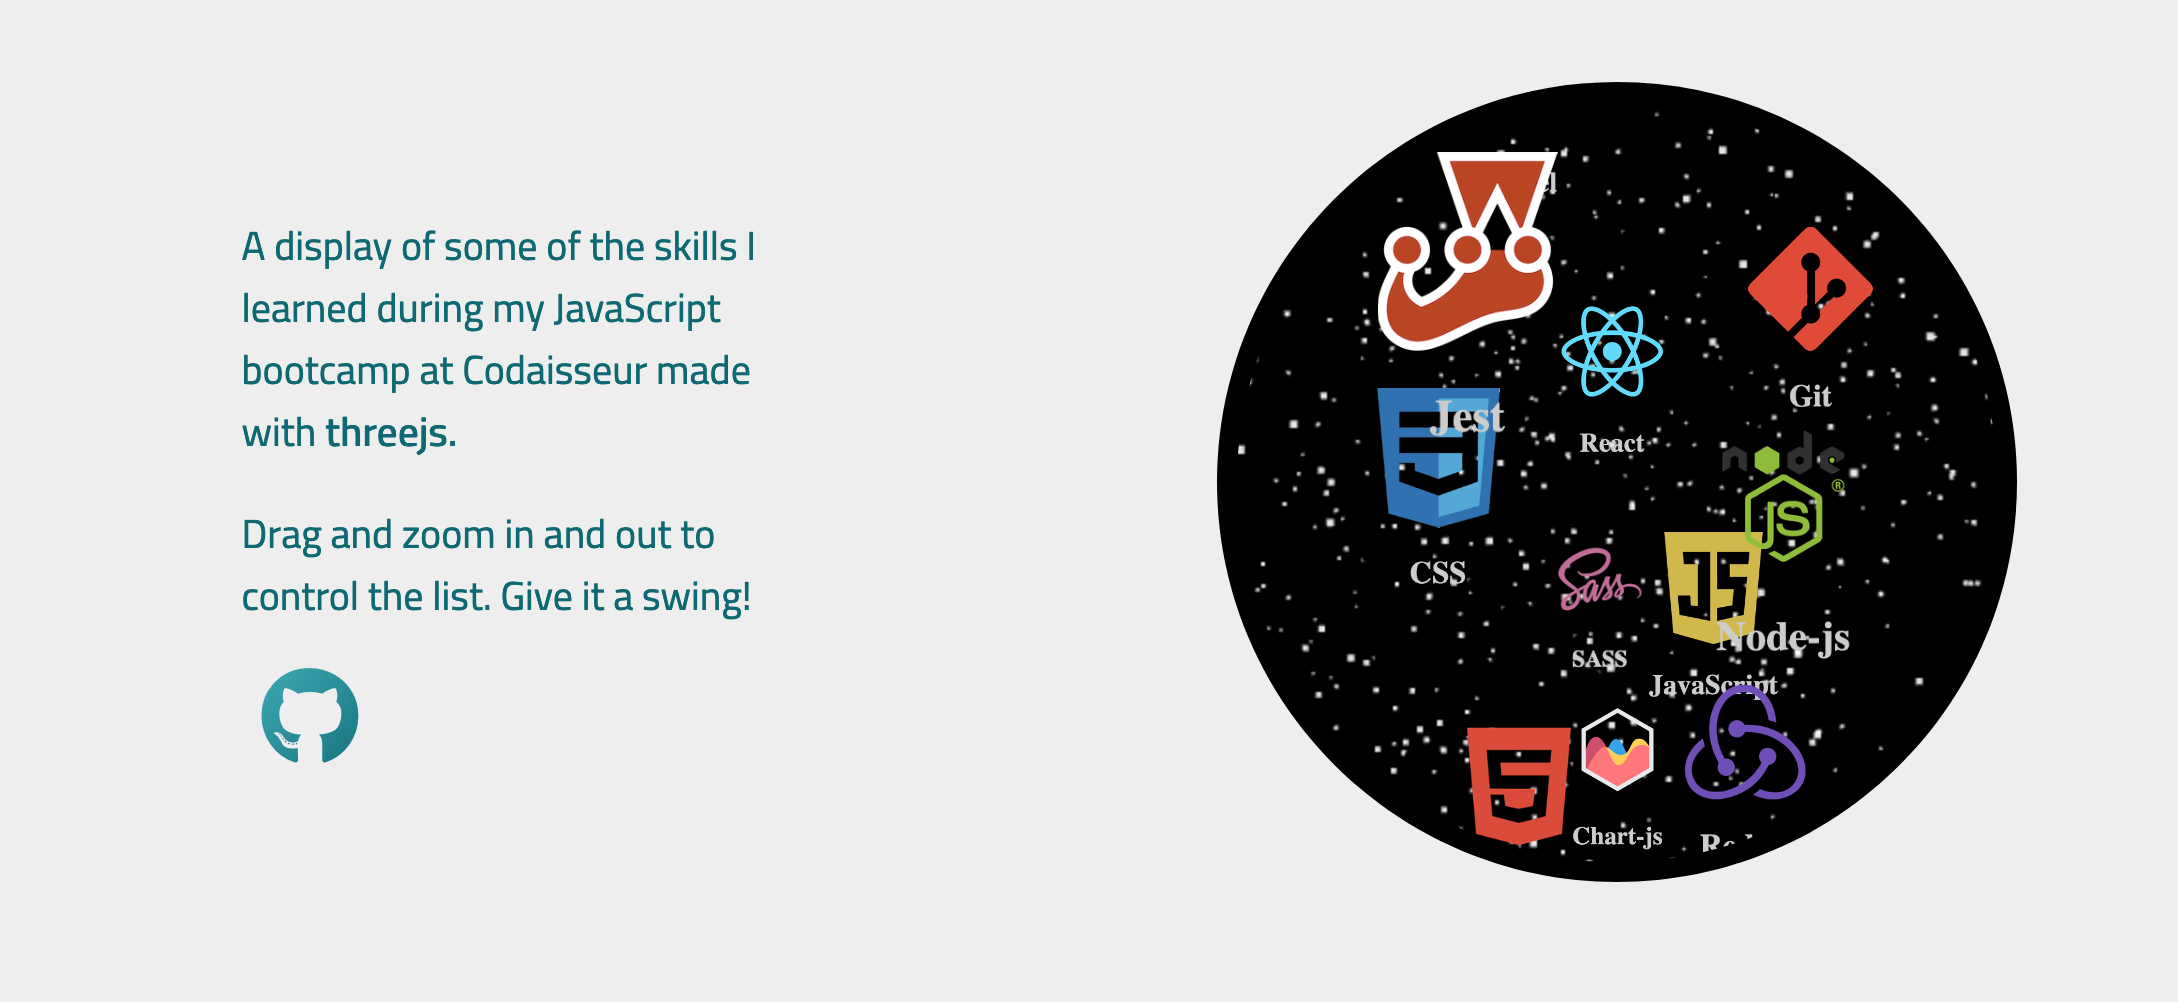 A display of some of the skills I
learned during my JavaScript
bootcamp at Codaisseur made
with threejs.
Drag and zoom in and out to
control the list. Give it a swing!
Jest
React
Git
CSS
node
JS
®
Sass
SASS
JS
Node-js
JavaScript
5
Chart-js